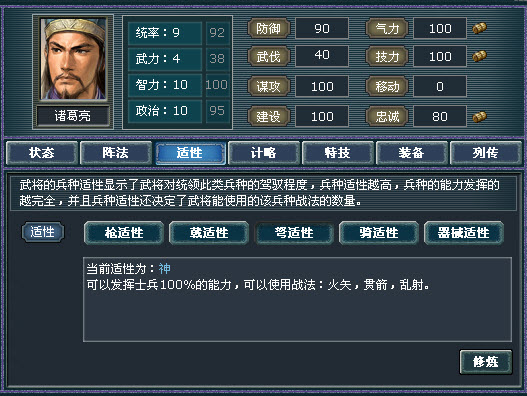 统率：9 92 防御 90 气力 100
武力：4 38 武伐 40 技力 100
智力：10 100 谋攻 100 移动 0
诸葛亮 政治：10 95 建设 100 忠诚 80
状态 阵法 适性 计略 特技 装备 列传
武将的兵种适性显示了武将对统领此类兵种的驾驭程度，兵种适性越高，兵种的能力发挥的
越完全，并且兵种适性还决定了武将能使用的该兵种战法的数量。
适性 枪适性 戟适性 弩适性 骑适性 器械适性
当前适性为：神
可以发挥士兵100%的能力，可以使用战法：火矢，贯箭，乱射。
修炼